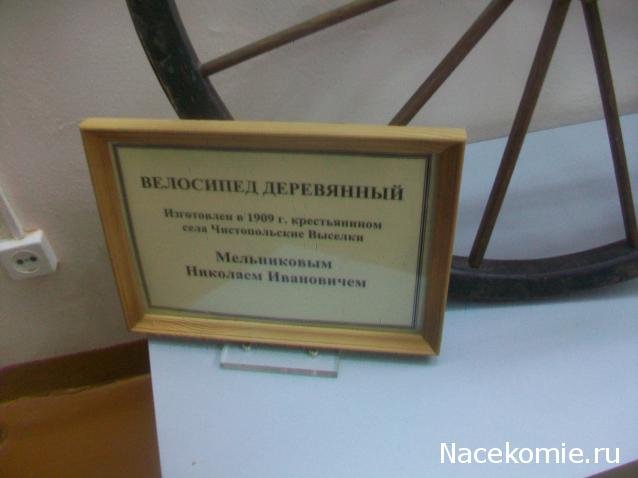 ВЕЛОСИПЕД ДЕРЕВЯННЫЙ
Изготовлен в 1909 г. крестьянином
села Чистопольские Выселки
Мельниковым
Николаем Ивановичем
Nacekomie.ru